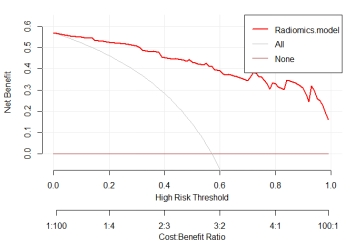 Radiomics.model
All
None
Net Benefit
0.6
0.5
0.4
0.3
0.2
0.1
0.0
0.0 0.2 0.4 0.6 0.8 1.0
High Risk Threshold
1:100 1:4 2:3 3:2 4:1 100:1
Cost:Benefit Ratio